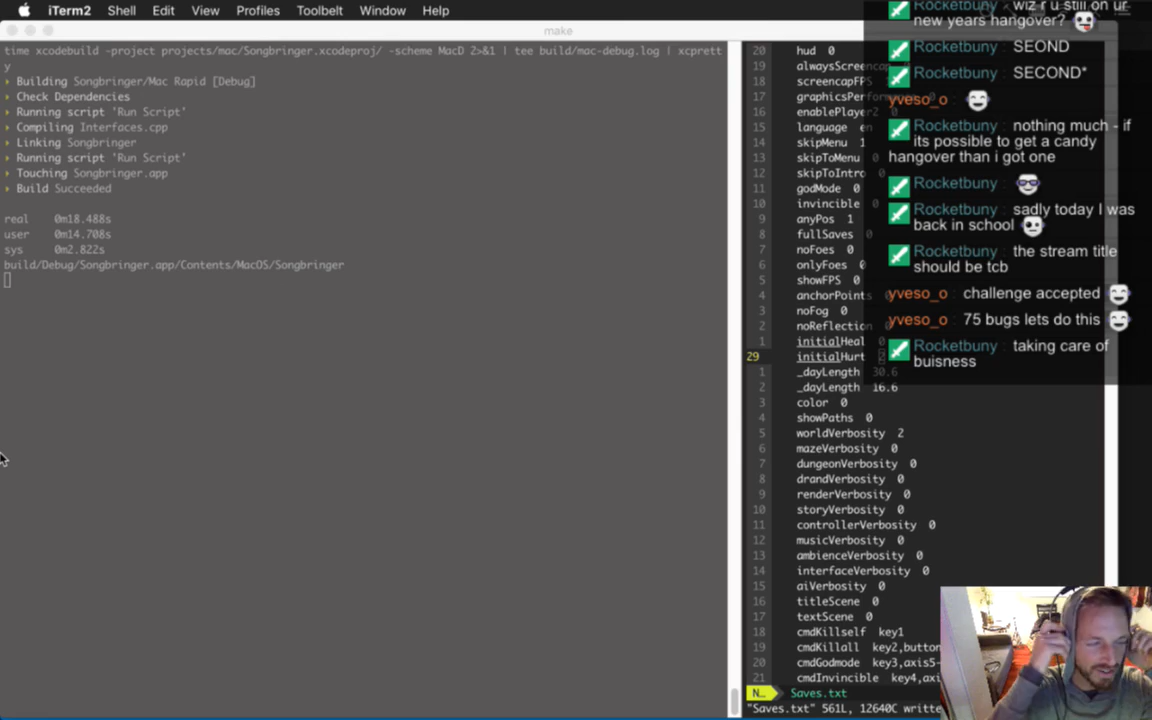 iTerm2 Shell Edit View Profiles Toolbelt Window Help
make
time xcodebuild -project projects/mac/Songbringer.xcodeproj/ -scheme MacD 2>&1 | tee build/mac-debug.log | xcprett
y
Building Songbringer/Mac Rapid [Debug]
Check Dependencies
Running script 'Run Script'
Compiling Interfaces.cpp
Linking Songbringer
Running script 'Run Script'
Touching Songbringer.app
Build Succeeded
real 0m18.488s
user 0m14.708s
sys 0m2.822s
build/Debug/Songbringer.app/Contents/MacOS/Songbringer
20 hud 0
19 alwaysScreencap
18 screencapFPS
17 graphicsPerformance 0
16 enablePlayer2 0
15 language en
14 skipMenu 1
13 skipToMenu 0
12 skipToIntro
11 godMode 0
10 invincible 0
9 anyPos 1
8 fullSaves 0
7 noFoes 0
6 onlyFoes 0
5 showFPS 0
4 anchorPoints
3 noFog 0
2 noReflection
1 initialHeal
29 initialHurt
1 _dayLength 30.6
2 _dayLength 16.6
3 color 0
4 showPaths 0
5 worldVerbosity 2
6 mazeVerbosity 0
7 dungeonVerbosity 0
8 drandVerbosity 0
9 renderVerbosity 0
10 storyVerbosity 0
11 controllerVerbosity 0
12 musicVerbosity 0
13 ambienceVerbosity 0
14 interfaceVerbosity 0
15 aiVerbosity 0
16 titleScene 0
17 textScene 0
18 cmdKillself key1
19 cmdKillall key2,button
20 cmdGodmode key3,axis5-
21 cmdInvincible key4,axi
N… Saves.txt
"Saves.txt" 561L, 12640C writte
Rocketbuny : wiz r u still on ur
new years hangover?
Rocketbuny : SEOND
Rocketbuny : SECOND*
yveso_o :
Rocketbuny : nothing much - if
its possible to get a candy
hangover than i got one
Rocketbuny :
Rocketbuny : sadly today I was
back in school
Rocketbuny : the stream title
should be tcb
yveso_o : challenge accepted
yveso_o : 75 bugs lets do this
Rocketbuny : taking care of
buisness